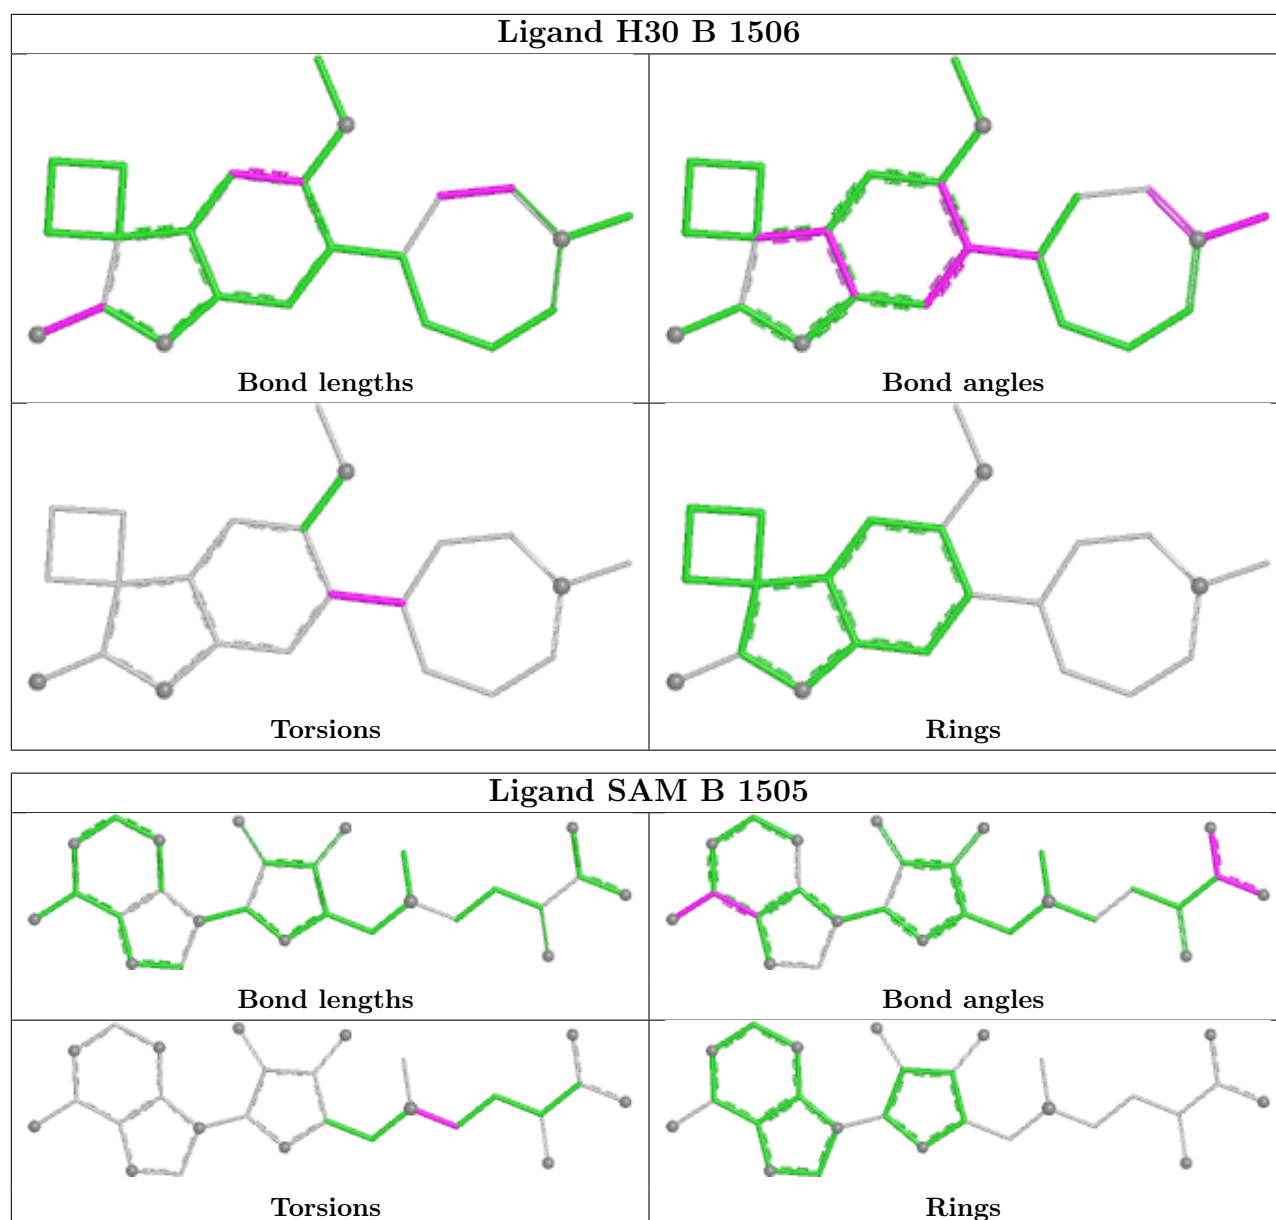 Ligand H30 B 1506
Bond lengths
Bond angles
Torsions
Rings
Ligand SAM B 1505
Bond lengths
Bond angles
Torsions
Rings